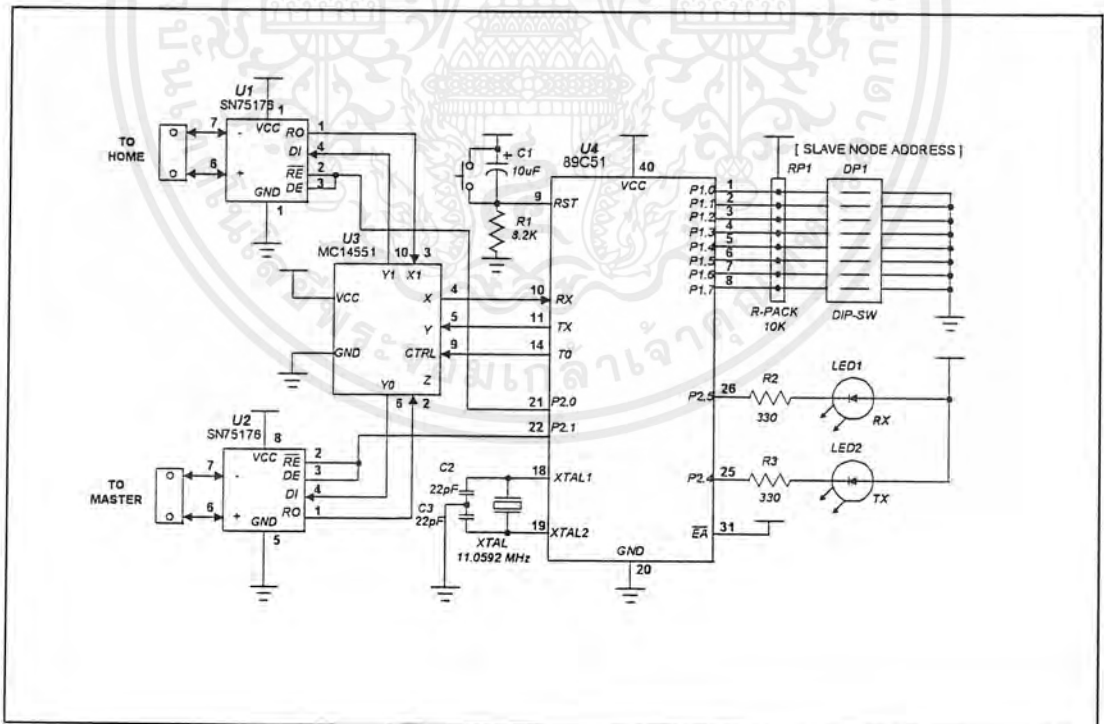 U1
SN75176
1
VCC
RO
1
DI
4
RE
2
DE
3
GND
1
7
-
6
+
TO
HOME
U3
MC14551
10
3
Y1
X1
VCC
X
4
Y
5
CTRL
9
GND
Z
Y0
6
2
U2
SN75176
8
VCC
RE
2
DE
3
DI
4
RO
1
GND
5
7
-
6
+
TO
MASTER
C1
+
10uF
R1
8.2K
U4
89C51
40
VCC
9
RST
10
RX
11
TX
14
T0
21
P2.0
22
P2.1
18
XTAL1
19
XTAL2
GND
20
C2
22pF
C3
22pF
XTAL
11.0592 MHz
P1.0
1
P1.1
2
P1.2
3
P1.3
4
P1.4
5
P1.5
6
P1.6
7
P1.7
8
[ SLAVE NODE ADDRESS ]
RP1
DP1
R-PACK
10K
DIP-SW
P2.5
26
R2
330
LED1
RX
P2.4
25
R3
330
LED2
TX
EA
31